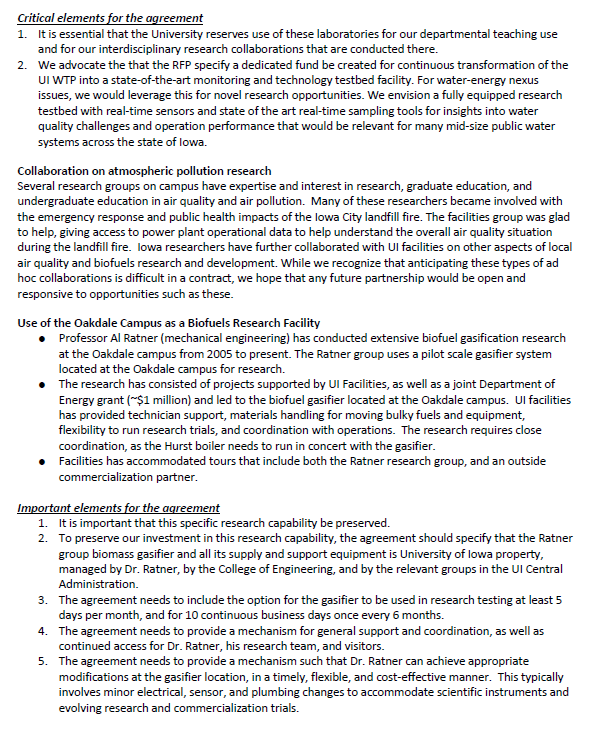 Critical elements for the agreement
1. It is essential that the University reserves use of these laboratories for our departmental teaching use
and for our interdisciplinary research collaborations that are conducted there.
2. We advocate the that the RFP specify a dedicated fund be created for continuous transformation of the
UI WTP into a state-of-the-art monitoring and technology testbed facility. For water-energy nexus
issues, we would leverage this for novel research opportunities. We envision a fully equipped research
testbed with real-time sensors and state of the art real-time sampling tools for insights into water
quality challenges and operation performance that would be relevant for many mid-size public water
systems across the state of Iowa.
Collaboration on atmospheric pollution research
Several research groups on campus have expertise and interest in research, graduate education, and
undergraduate education in air quality and air pollution. Many of these researchers became involved with
the emergency response and public health impacts of the Iowa City landfill fire. The facilities group was glad
to help, giving access to power plant operational data to help understand the overall air quality situation
during the landfill fire. Iowa researchers have further collaborated with UI facilities on other aspects of local
air quality and biofuels research and development. While we recognize that anticipating these types of ad
hoc collaborations is difficult in a contract, we hope that any future partnership would be open and
responsive to opportunities such as these.
Use of the Oakdale Campus as a Biofuels Research Facility
● Professor Al Ratner (mechanical engineering) has conducted extensive biofuel gasification research
at the Oakdale campus from 2005 to present. The Ratner group uses a pilot scale gasifier system
located at the Oakdale campus for research.
● The research has consisted of projects supported by UI Facilities, as well as a joint Department of
Energy grant (~$1 million) and led to the biofuel gasifier located at the Oakdale campus. UI facilities
has provided technician support, materials handling for moving bulky fuels and equipment,
flexibility to run research trials, and coordination with operations. The research requires close
coordination, as the Hurst boiler needs to run in concert with the gasifier.
● Facilities has accommodated tours that include both the Ratner research group, and an outside
commercialization partner.
Important elements for the agreement
1. It is important that this specific research capability be preserved.
2. To preserve our investment in this research capability, the agreement should specify that the Ratner
group biomass gasifier and all its supply and support equipment is University of Iowa property,
managed by Dr. Ratner, by the College of Engineering, and by the relevant groups in the UI Central
Administration.
3. The agreement needs to include the option for the gasifier to be used in research testing at least 5
days per month, and for 10 continuous business days once every 6 months.
4. The agreement needs to provide a mechanism for general support and coordination, as well as
continued access for Dr. Ratner, his research team, and visitors.
5. The agreement needs to provide a mechanism such that Dr. Ratner can achieve appropriate
modifications at the gasifier location, in a timely, flexible, and cost-effective manner. This typically
involves minor electrical, sensor, and plumbing changes to accommodate scientific instruments and
evolving research and commercialization trials.